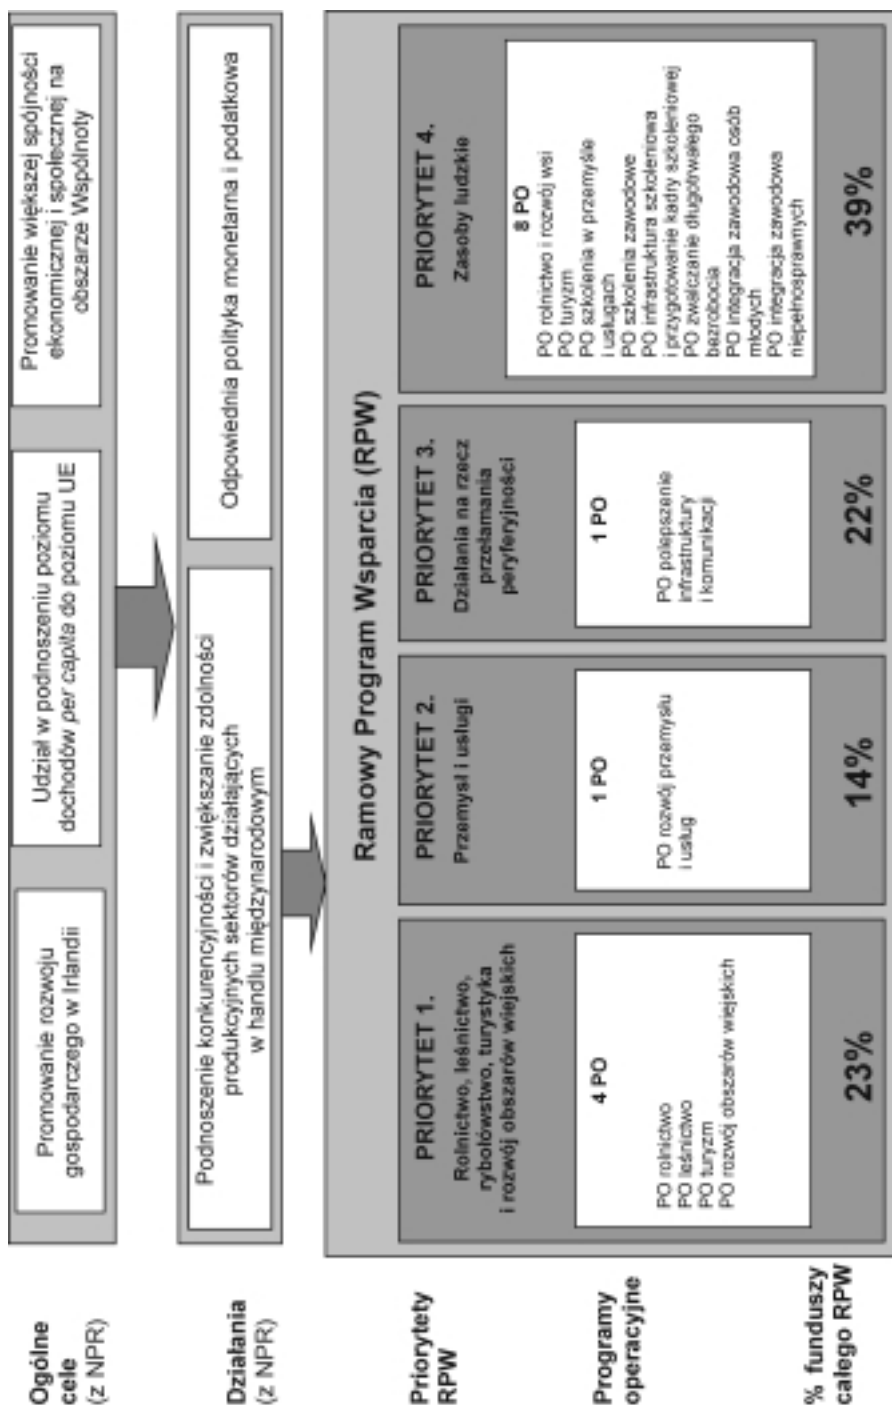 Ogólne
cele
(z NPR)
Promowanie rozwoju
gospodarczego w Irlandii
Udział w podnoszeniu poziomu
dochodów per capita do poziomu UE
Promowanie większej spójności
ekonomicznej i społecznej na
obszarze Wspólnoty
Działania
(z NPR)
Podnoszenie konkurencyjności i zwiększanie zdolności
produkcyjnych sektorów działających
w handlu międzynarodowym
Odpowiednia polityka monetarna i podatkowa
Ramowy Program Wsparcia (RPW)
Priorytety
RPW
PRIORYTET 1.
Rolnictwo, leśnictwo,
rybołówstwo, turystyka
i rozwój obszarów wiejskich
PRIORYTET 2.
Przemysł i usługi
PRIORYTET 3.
Działania na rzecz
przełamania
peryferyjności
PRIORYTET 4.
Zasoby ludzkie
Programy
operacyjne
4 PO
PO rolnictwo
PO leśnictwo
PO turyzm
PO rozwój obszarów wiejskich
1 PO
PO rozwój przemysłu
i usług
1 PO
PO polepszenie
infrastruktury
i komunikacji
8 PO
PO rolnictwo i rozwój wsi
PO turyzm
PO szkolenia w przemyśle
i usługach
PO szkolenia zawodowe
PO infrastruktura szkoleniowa
i przygotowanie kadry szkoleniowej
PO zwalczanie długotrwałego
bezrobocia
PO integracja zawodowa osób
młodych
PO integracja zawodowa
niepełnosprawnych
% funduszy
całego RPW
23%
14%
22%
39%